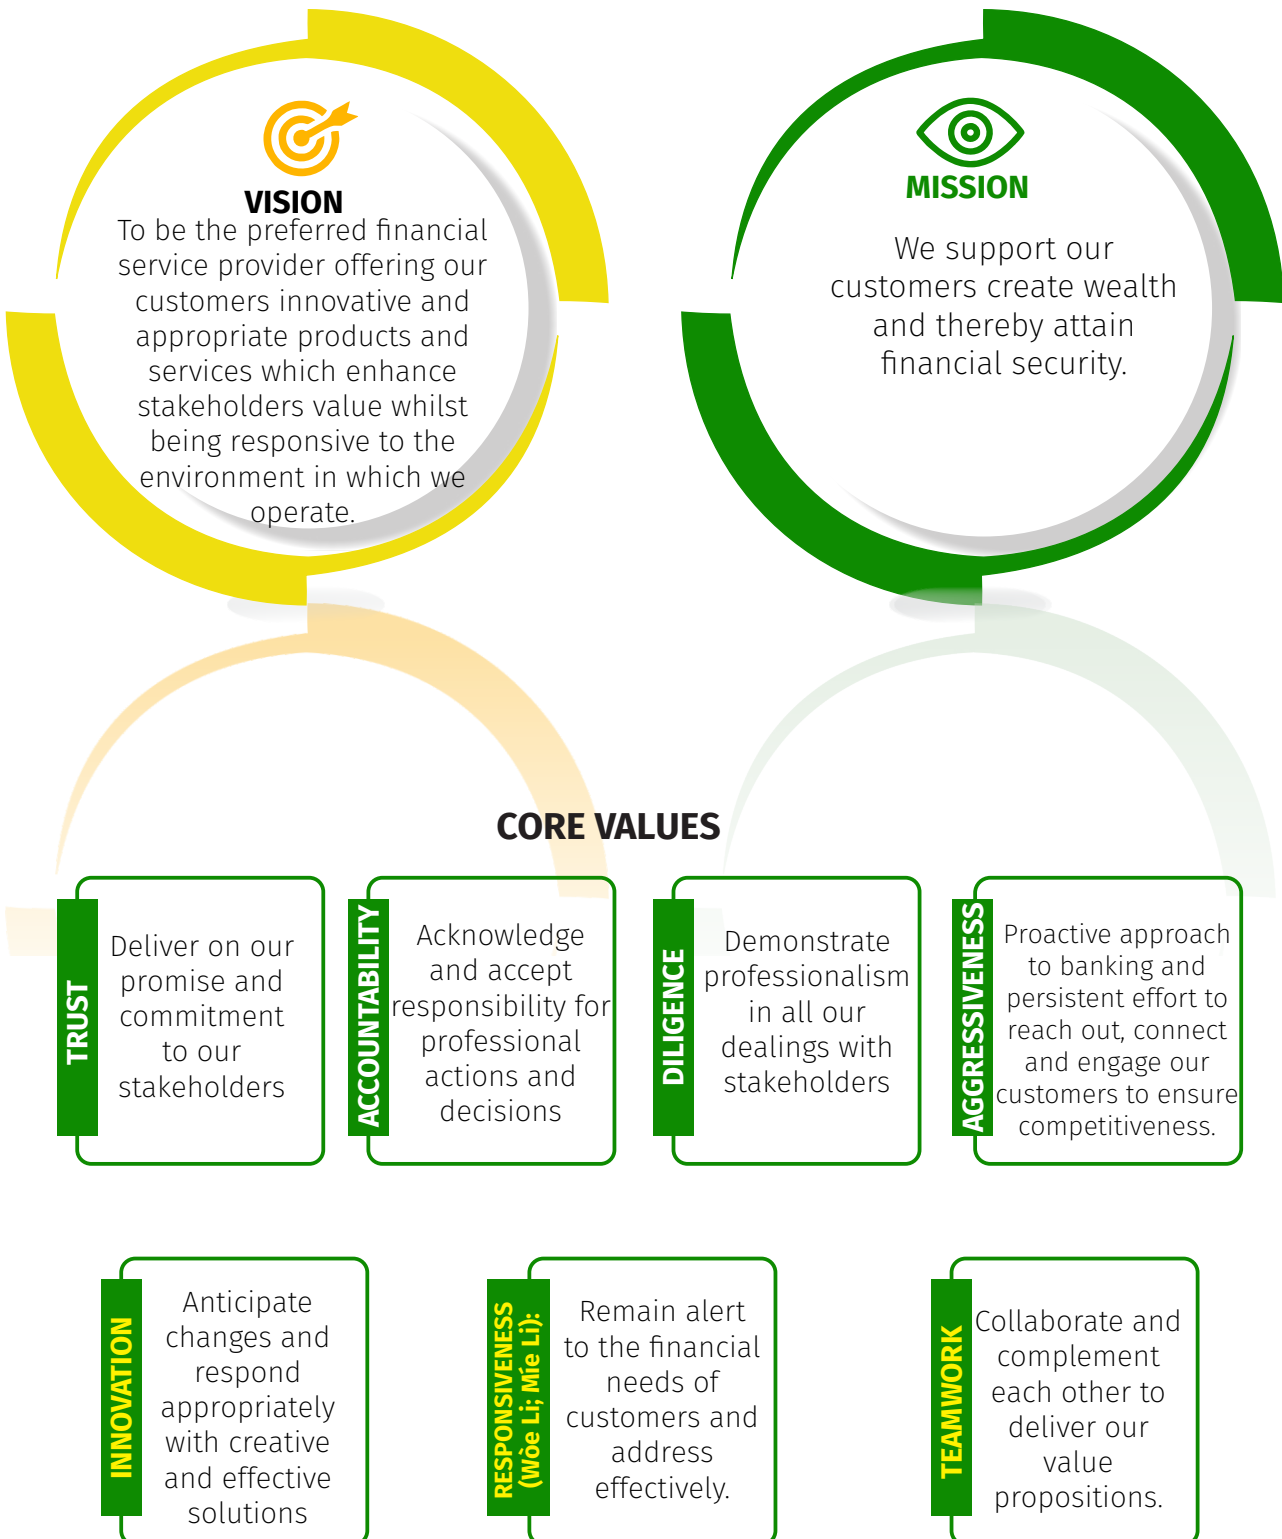 VISION
To be the preferred financial
service provider offering our
customers innovative and
appropriate products and
services which enhance
stakeholders value whilst
being responsive to the
environment in which we
operate.
MISSION
We support our
customers create wealth
and thereby attain
financial security.
CORE VALUES
TRUST
Deliver on our
promise and
commitment
to our
stakeholders
ACCOUNTABILITY
Acknowledge
and accept
responsibility for
professional
actions and
decisions
DILIGENCE
Demonstrate
professionalism
in all our
dealings with
stakeholders
AGGRESSIVENESS
Proactive approach
to banking and
persistent effort to
reach out, connect
and engage our
customers to ensure
competitiveness.
INNOVATION
Anticipate
changes and
respond
appropriately
with creative
and effective
solutions
RESPONSIVENESS
(Wòe Li; Míe Li):
Remain alert
to the financial
needs of
customers and
address
effectively.
TEAMWORK
Collaborate and
complement
each other to
deliver our
value
propositions.